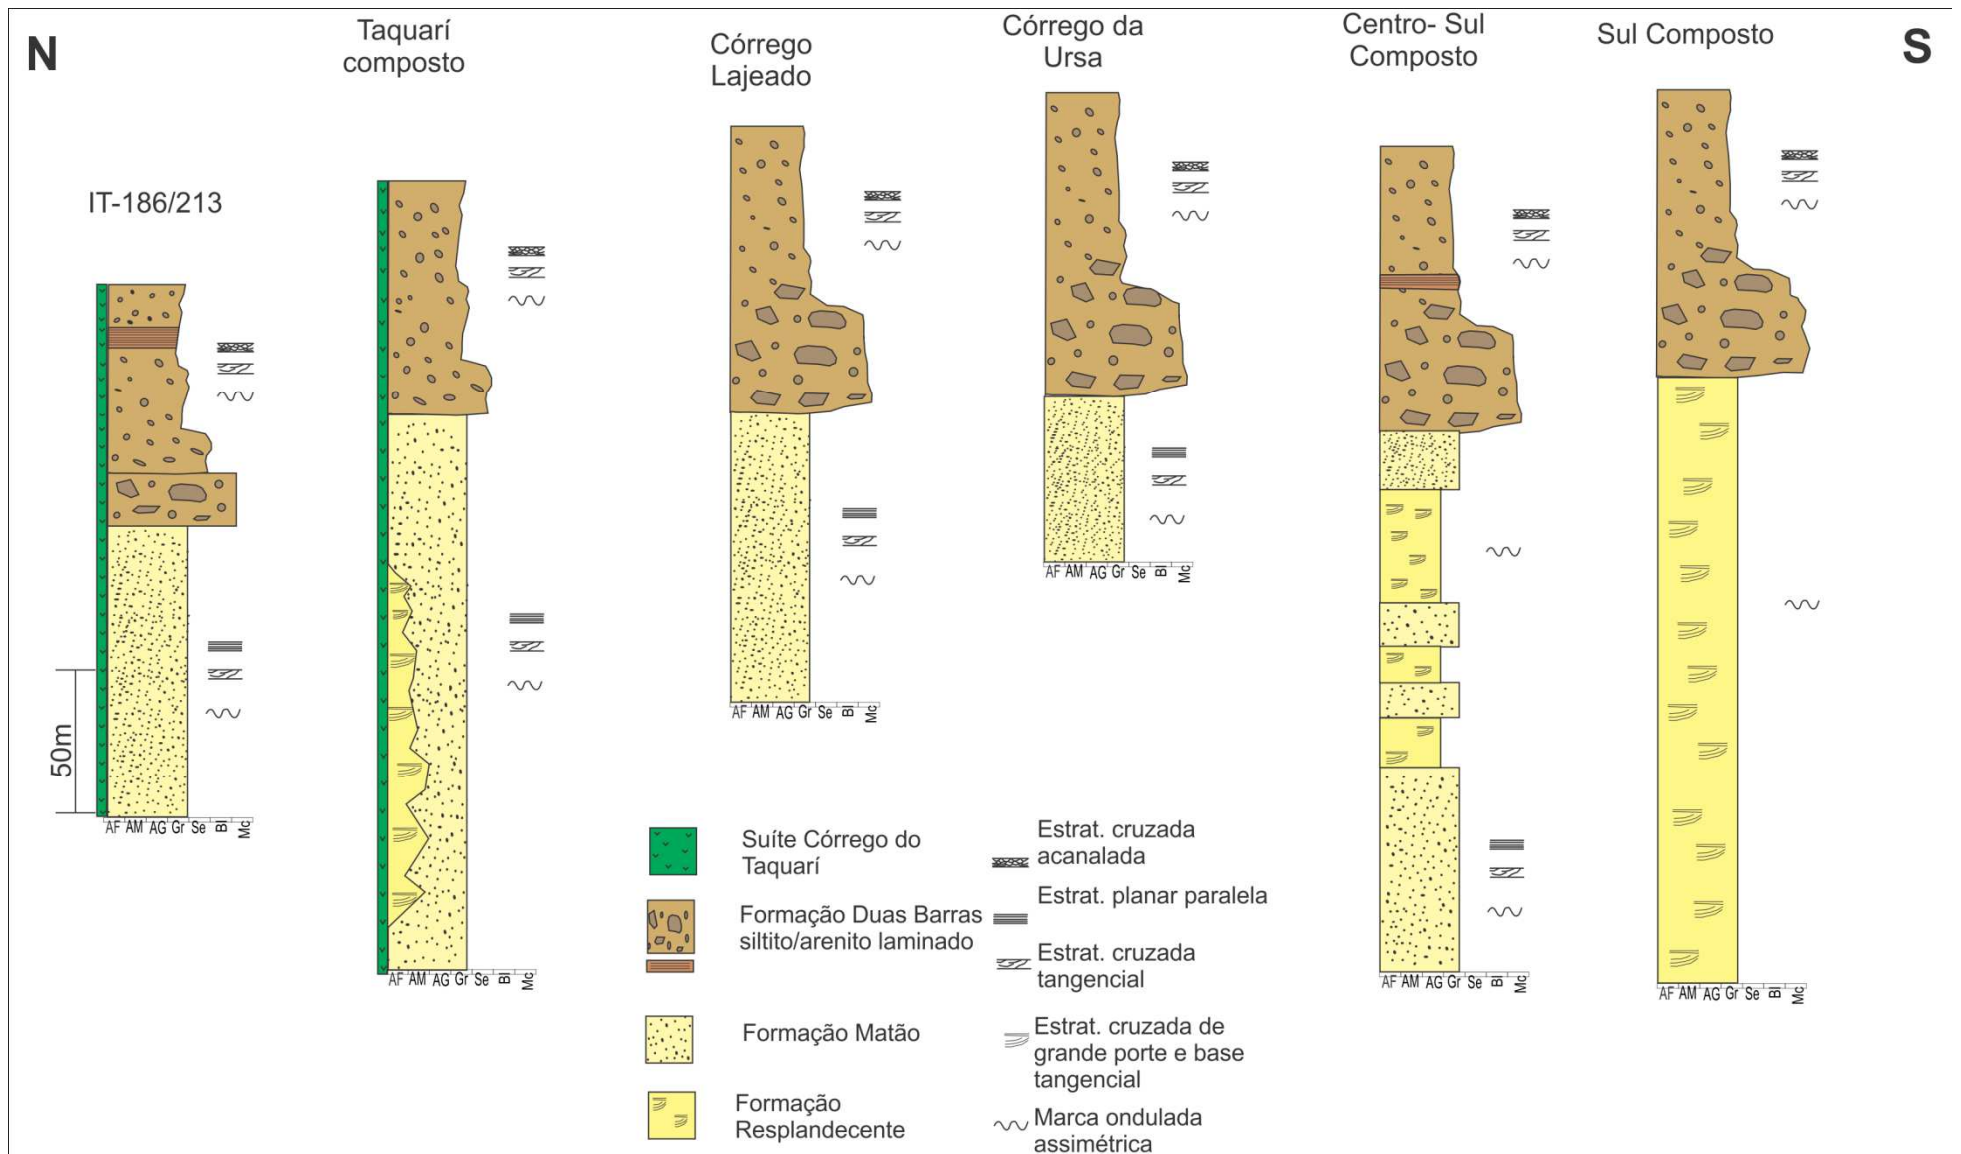 N
Taquarí
composto
Córrego
Lajeado
Córrego da
Ursa
Centro- Sul
Composto
Sul Composto
S
IT-186/213
50m
AF AM AG Gr Se Bl Mc
AF AM AG Gr Se Bl Mc
AF AM AG Gr Se Bl Mc
AF AM AG Gr Se Bl Mc
AF AM AG Gr Se Bl Mc
AF AM AG Gr Se Bl Mc
Suíte Córrego do
Taquarí
Formação Duas Barras
siltito/arenito laminado
Formação Matão
Formação
Resplandecente
Estrat. cruzada
acanalada
Estrat. planar paralela
Estrat. cruzada
tangencial
Estrat. cruzada de
grande porte e base
tangencial
Marca ondulada
assimétrica